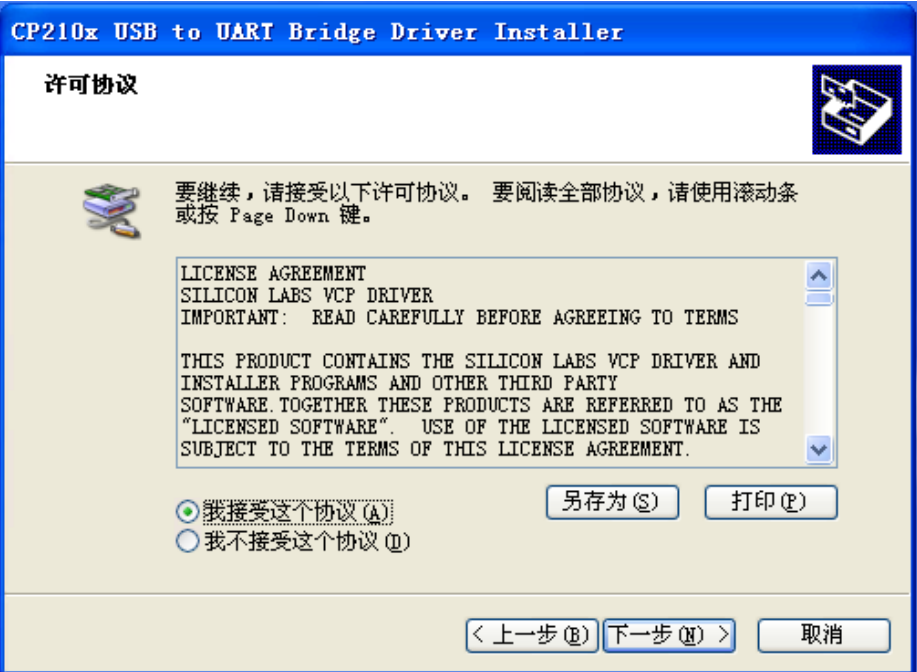 CP210x USB to UART Bridge Driver Installer
许可协议
要继续，请接受以下许可协议。 要阅读全部协议，请使用滚动条
或按 Page Down 键。
LICENSE AGREEMENT
SILICON LABS VCP DRIVER
IMPORTANT:  READ CAREFULLY BEFORE AGREEING TO TERMS
THIS PRODUCT CONTAINS THE SILICON LABS VCP DRIVER AND
INSTALLER PROGRAMS AND OTHER THIRD PARTY
SOFTWARE.TOGETHER THESE PRODUCTS ARE REFERRED TO AS THE
"LICENSED SOFTWARE".  USE OF THE LICENSED SOFTWARE IS
SUBJECT TO THE TERMS OF THIS LICENSE AGREEMENT.
我接受这个协议(A)
另存为(S) 打印(P)
我不接受这个协议(D)
< 上一步(B) 下一步(N) > 取消